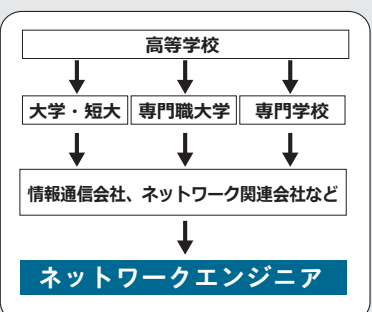 高等学校
大学・短大 専門職大学 専門学校
情報通信会社、ネットワーク関連会社など
ネットワークエンジニア